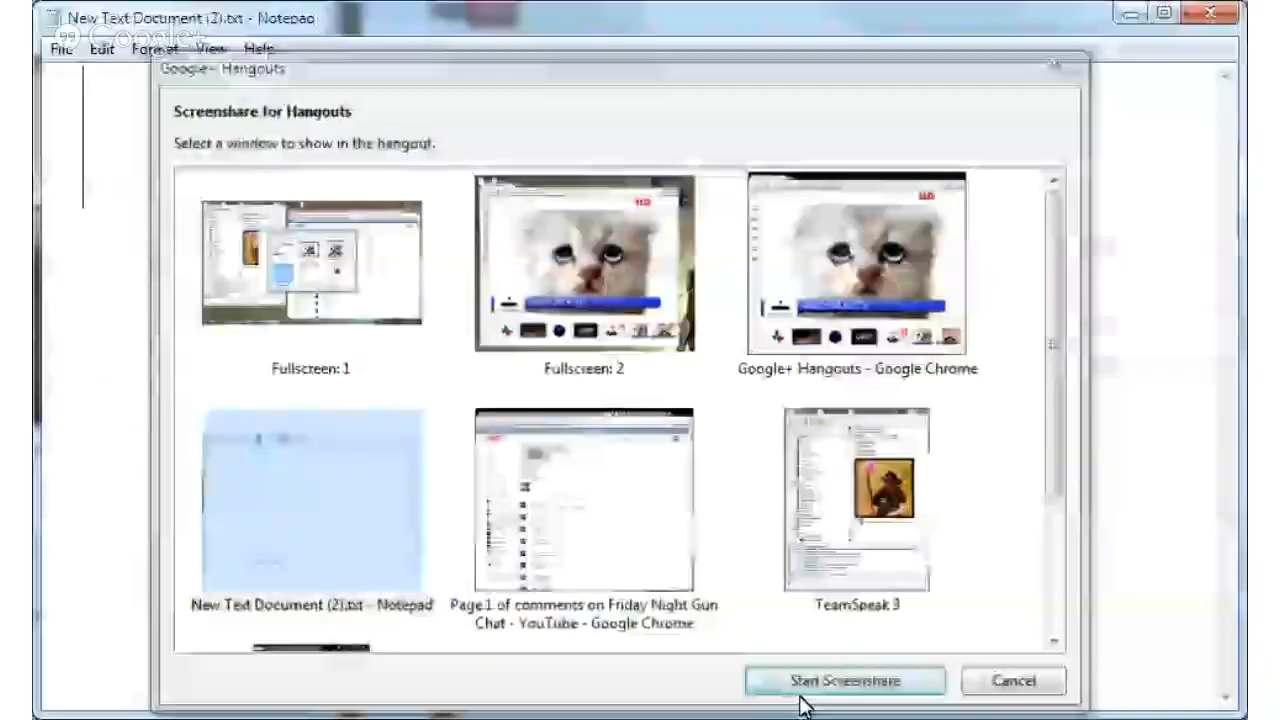 New Text Document (2).txt - Notepad
Google+
File Edit Format View Help
Google+ Hangouts
Screenshare for Hangouts
Select a window to show in the hangout.
Fullscreen: 1
Fullscreen: 2
Google+ Hangouts - Google Chrome
New Text Document (2).txt - Notepad
Page 1 of comments on Friday Night Gun
Chat - YouTube - Google Chrome
TeamSpeak 3
Start Screenshare
Cancel